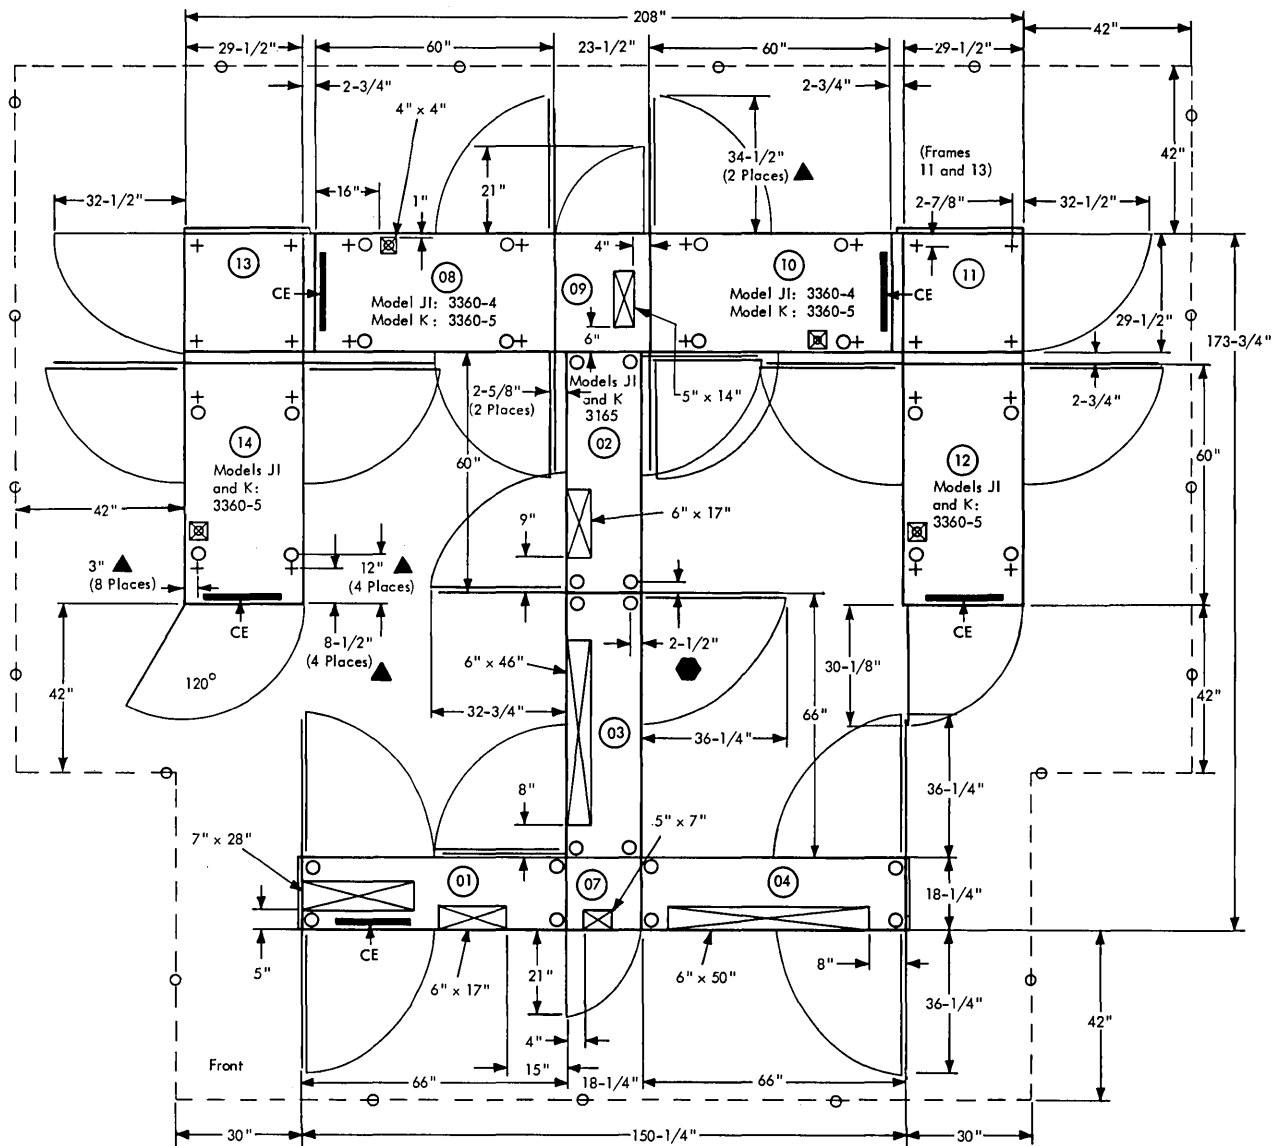 208"
42"
29-1/2"
60"
23-1/2"
60"
29-1/2"
2-3/4"
2-3/4"
4" x 4"
34-1/2"
(2 Places)
(Frames
11 and 13)
42"
32-1/2"
16"
1"
21"
2-7/8"
32-1/2"
4"
13
08
09
10
11
CE
Model JI: 3360-4
Model K: 3360-5
Model JI: 3360-4
Model K: 3360-5
CE
29-1/2"
173-3/4"
6"
2-5/8"
(2 Places)
Models JI
and K
3165
5" x 14"
2-3/4"
14
Models JI
and K:
3360-5
60"
02
12
Models JI
and K:
3360-5
60"
42"
9"
6" x 17"
3"
(8 Places)
12"
(4 Places)
CE
8-1/2"
(4 Places)
CE
120°
42"
6" x 46"
2-1/2"
30-1/8"
42"
32-3/4"
03
36-1/4"
66"
36-1/4"
8"
7" x 28"
5" x 7"
01
07
04
18-1/4"
CE
5"
6" x 17"
21"
6" x 50"
8"
36-1/4"
42"
4"
Front
15"
66"
18-1/4"
66"
30"
150-1/4"
30"